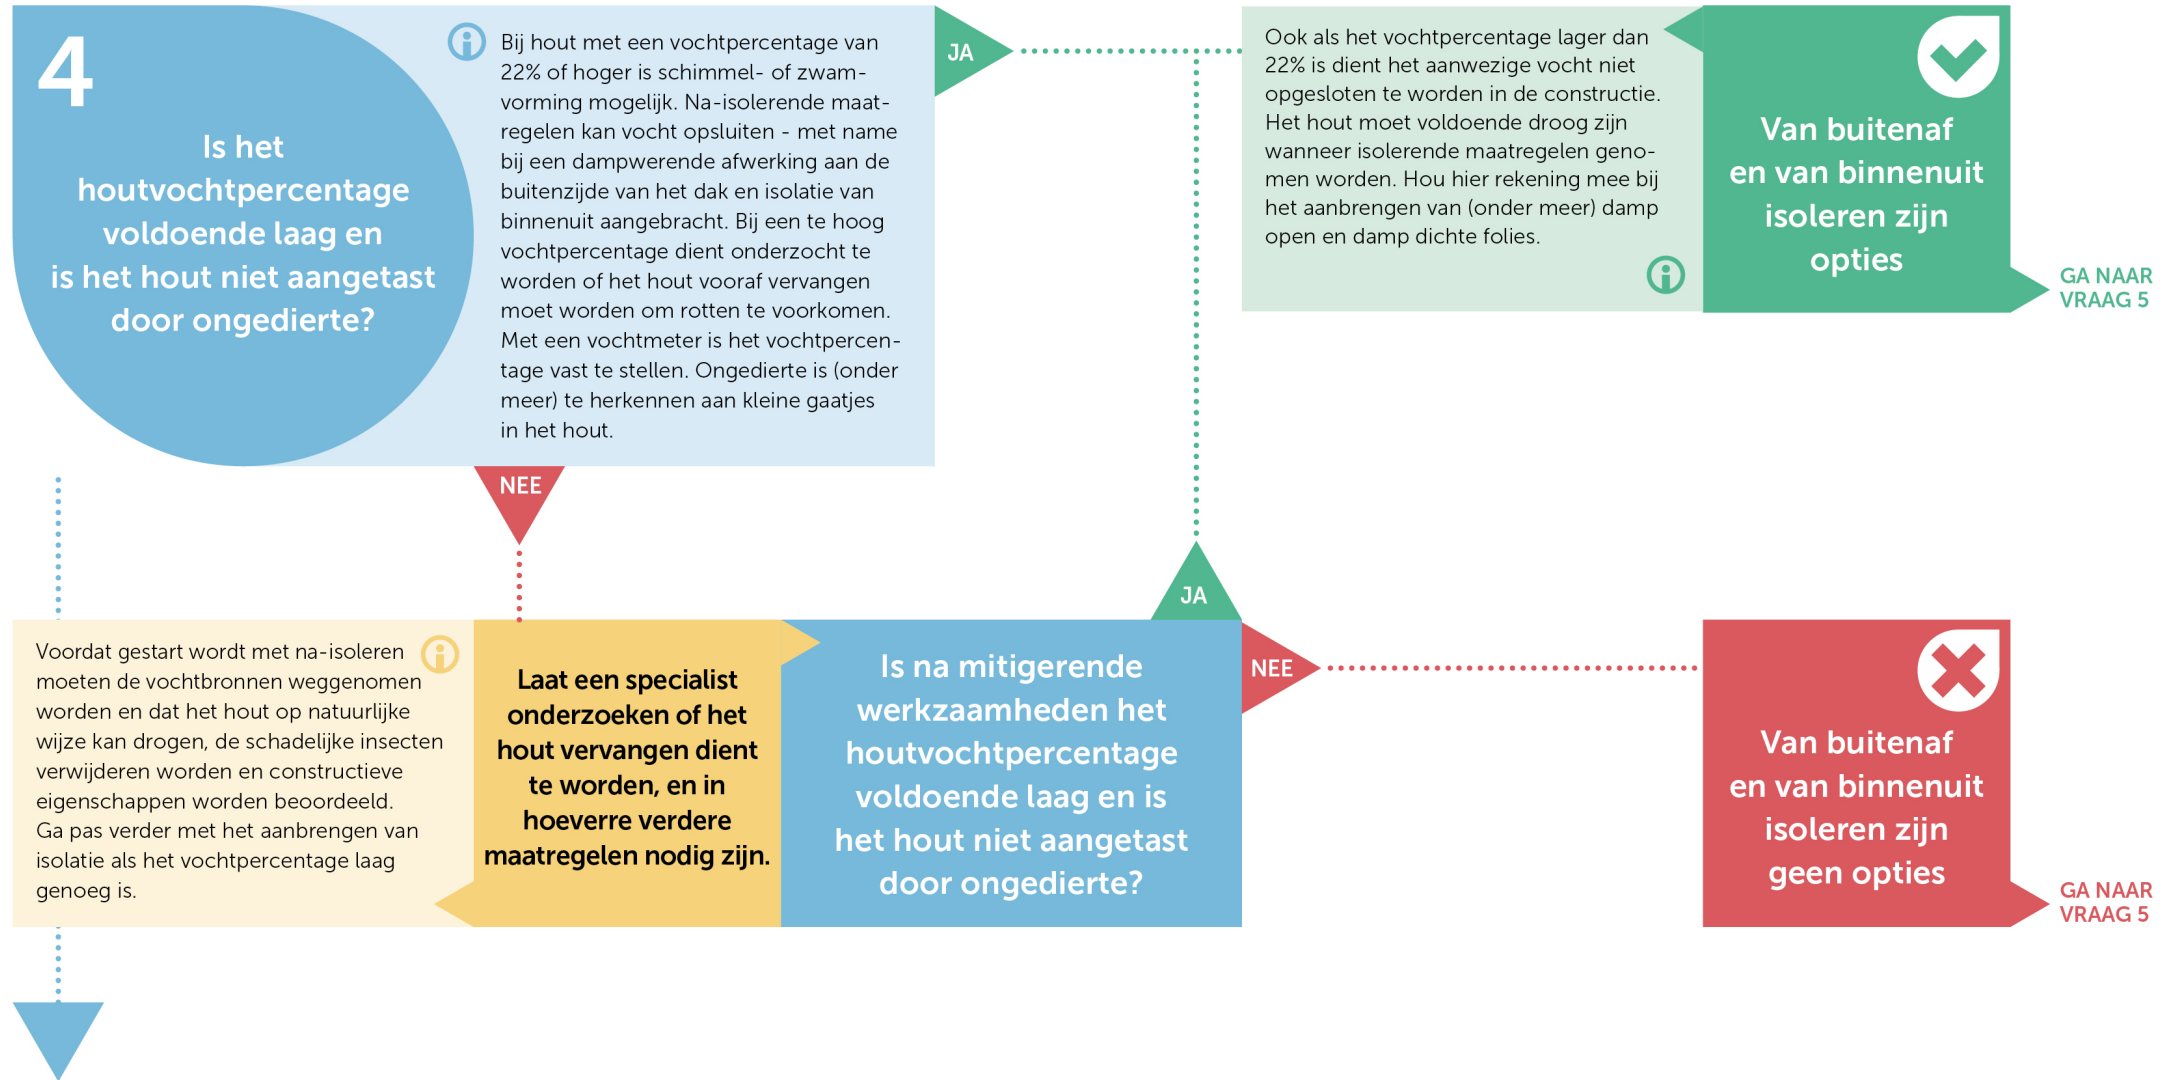 4
Is het
houtvochtpercentage
voldoende laag en
is het hout niet aangetast
door ongedierte?
Bij hout met een vochtpercentage van
22% of hoger is schimmel- of zwam-
vorming mogelijk. Na-isolerende maat-
regelen kan vocht opsluiten - met name
bij een dampwerende afwerking aan de
buitenzijde van het dak en isolatie van
binnenuit aangebracht. Bij een te hoog
vochtpercentage dient onderzocht te
worden of het hout vooraf vervangen
moet worden om rotten te voorkomen.
Met een vochtmeter is het vochtpercen-
tage vast te stellen. Ongedierte is (onder
meer) te herkennen aan kleine gaatjes
in het hout.
JA
Ook als het vochtpercentage lager dan
22% is dient het aanwezige vocht niet
opgesloten te worden in de constructie.
Het hout moet voldoende droog zijn
wanneer isolerende maatregelen geno-
men worden. Hou hier rekening mee bij
het aanbrengen van (onder meer) damp
open en damp dichte folies.
Van buitenaf
en van binnenuit
isoleren zijn
opties
GA NAAR
VRAAG 5
NEE
Voordat gestart wordt met na-isoleren
moeten de vochtbronnen weggenomen
worden en dat het hout op natuurlijke
wijze kan drogen, de schadelijke insecten
verwijderen worden en constructieve
eigenschappen worden beoordeeld.
Ga pas verder met het aanbrengen van
isolatie als het vochtpercentage laag
genoeg is.
Laat een specialist
onderzoeken of het
hout vervangen dient
te worden, en in
hoeverre verdere
maatregelen nodig zijn.
Is na mitigerende
werkzaamheden het
houtvochtpercentage
voldoende laag en is
het hout niet aangetast
door ongedierte?
JA
NEE
Van buitenaf
en van binnenuit
isoleren zijn
geen opties
GA NAAR
VRAAG 5